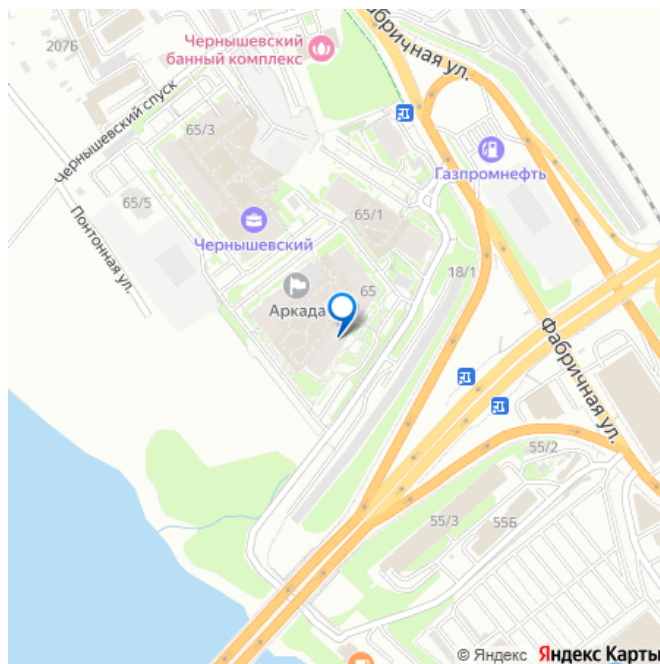 Фабричная ул.
Чернышевский
банный комплекс
207Б
Чернышевский спуск
65/3
Газпромнефть
65/5
65/1
Чернышевский
Понтонная ул.
18/1
65
Аркада
Фабричная ул.
55/2
55/3
55Б
© Яндекс Яндекс Карты